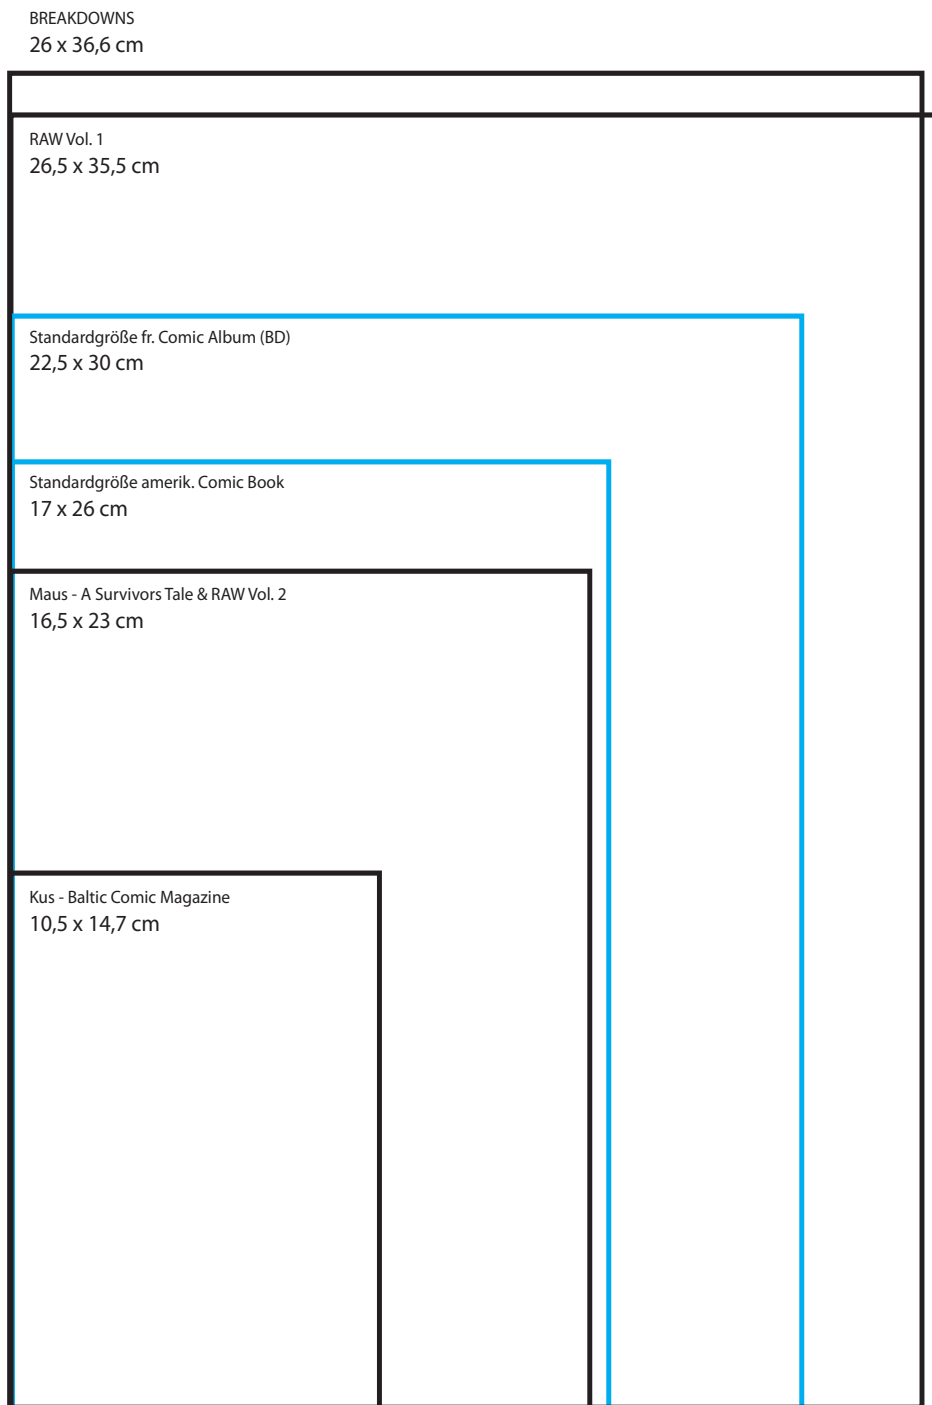 BREAKDOWNS
26 x 36,6 cm
RAW Vol. 1
26,5 x 35,5 cm
Standardgröße fr. Comic Album (BD)
22,5 x 30 cm
Standardgröße amerik. Comic Book
17 x 26 cm
Maus - A Survivors Tale & RAW Vol. 2
16,5 x 23 cm
Kus - Baltic Comic Magazine
10,5 x 14,7 cm